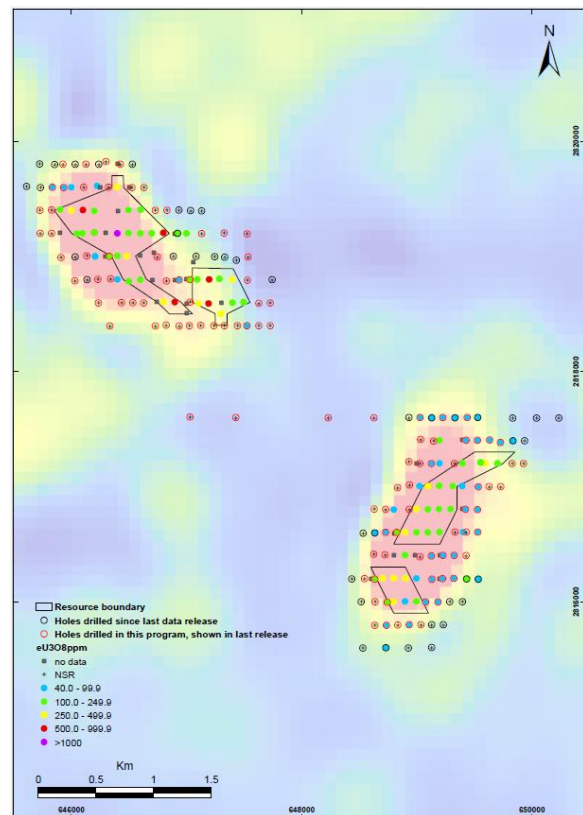 N
2820000
2818000
2816000
Resource boundary
Holes drilled since last data release
Holes drilled in this program, shown in last release
eU3O8ppm
no data
NSR
40.0 - 99.9
100.0 - 249.9
250.0 - 499.9
500.0 - 999.9
>1000
Km
0 0.5 1 1.5
646000 648000 650000